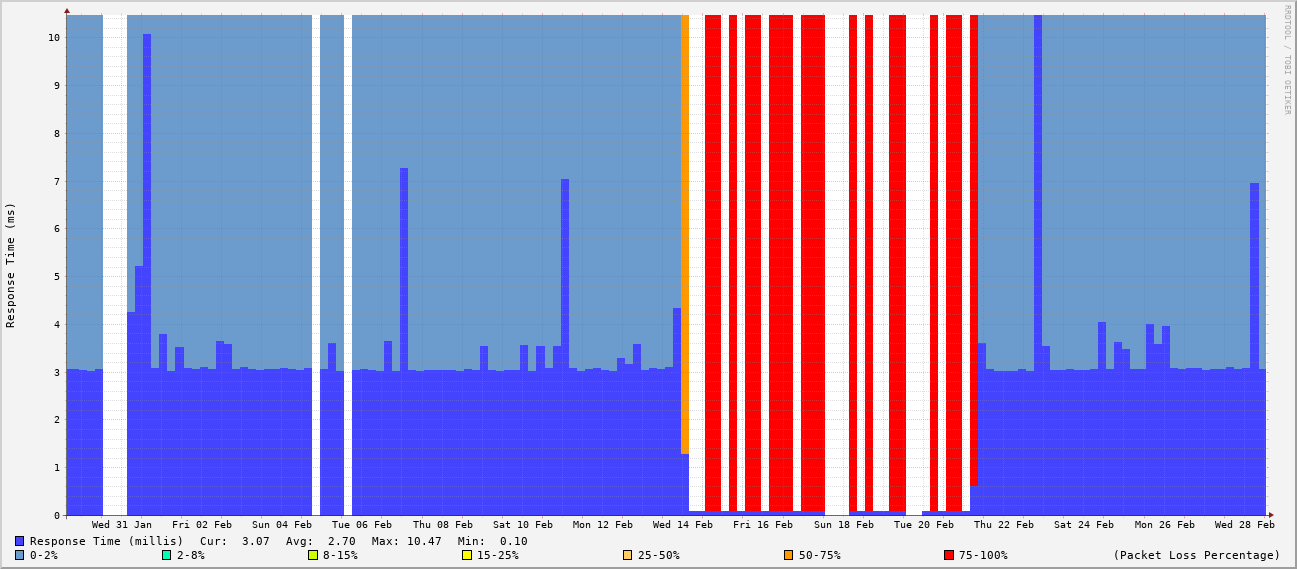 RRDTOOL / TOBI OETIKER
Response Time (ms)
10
9
8
7
6
5
4
3
2
1
0
Wed 31 Jan Fri 02 Feb Sun 04 Feb Tue 06 Feb Thu 08 Feb Sat 10 Feb Mon 12 Feb Wed 14 Feb Fri 16 Feb Sun 18 Feb Tue 20 Feb Thu 22 Feb Sat 24 Feb Mon 26 Feb Wed 28 Feb
Response Time (millis) Cur: 3.07 Avg: 2.70 Max: 10.47 Min: 0.10
0-2% 2-8% 8-15% 15-25% 25-50% 50-75% 75-100% (Packet Loss Percentage)